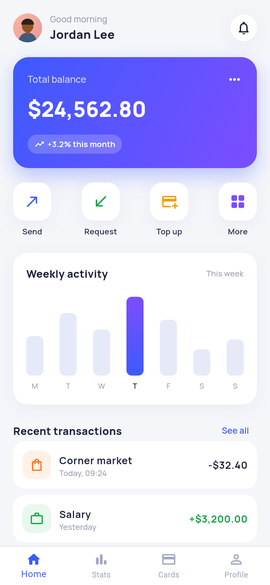 Good morning
Jordan Lee
Total balance
$24,562.80
+3.2% this month
Send Request Top up More
Weekly activity This week
M T W T F S S
Recent transactions See all
Corner market
Today, 09:24
-$32.40
Salary
Yesterday
+$3,200.00
Home Stats Cards Profile